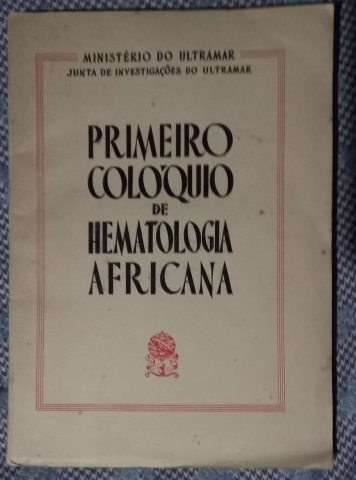 MINISTÉRIO DO ULTRAMAR
JUNTA DE INVESTIGAÇÕES DO ULTRAMAR
PRIMEIRO
COLÓQUIO
DE
HEMATOLOGIA
AFRICANA